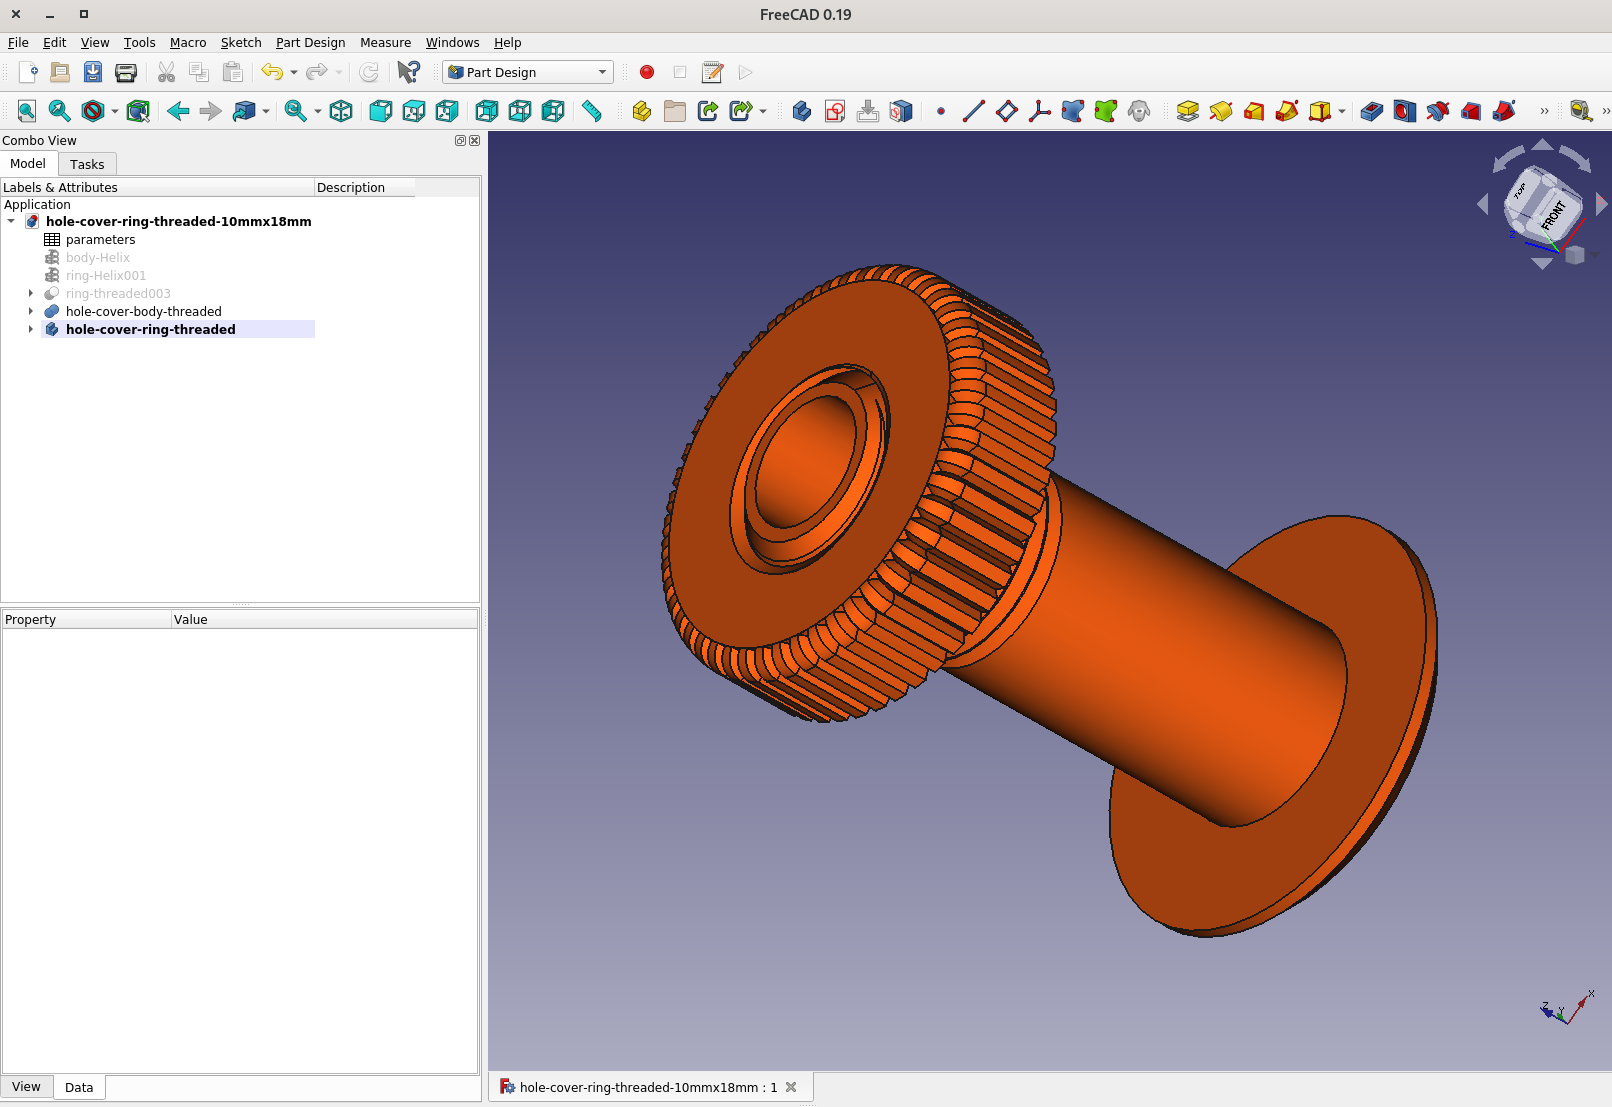 FreeCAD 0.19
File Edit View Tools Macro Sketch Part Design Measure Windows Help
Part Design
Combo View
Model Tasks
Labels & Attributes Description
Application
hole-cover-ring-threaded-10mmx18mm
parameters
body-Helix
ring-Helix001
ring-threaded003
hole-cover-body-threaded
hole-cover-ring-threaded
Property Value
View Data
TOP
FRONT
Z
X
Y
Z
hole-cover-ring-threaded-10mmx18mm : 1